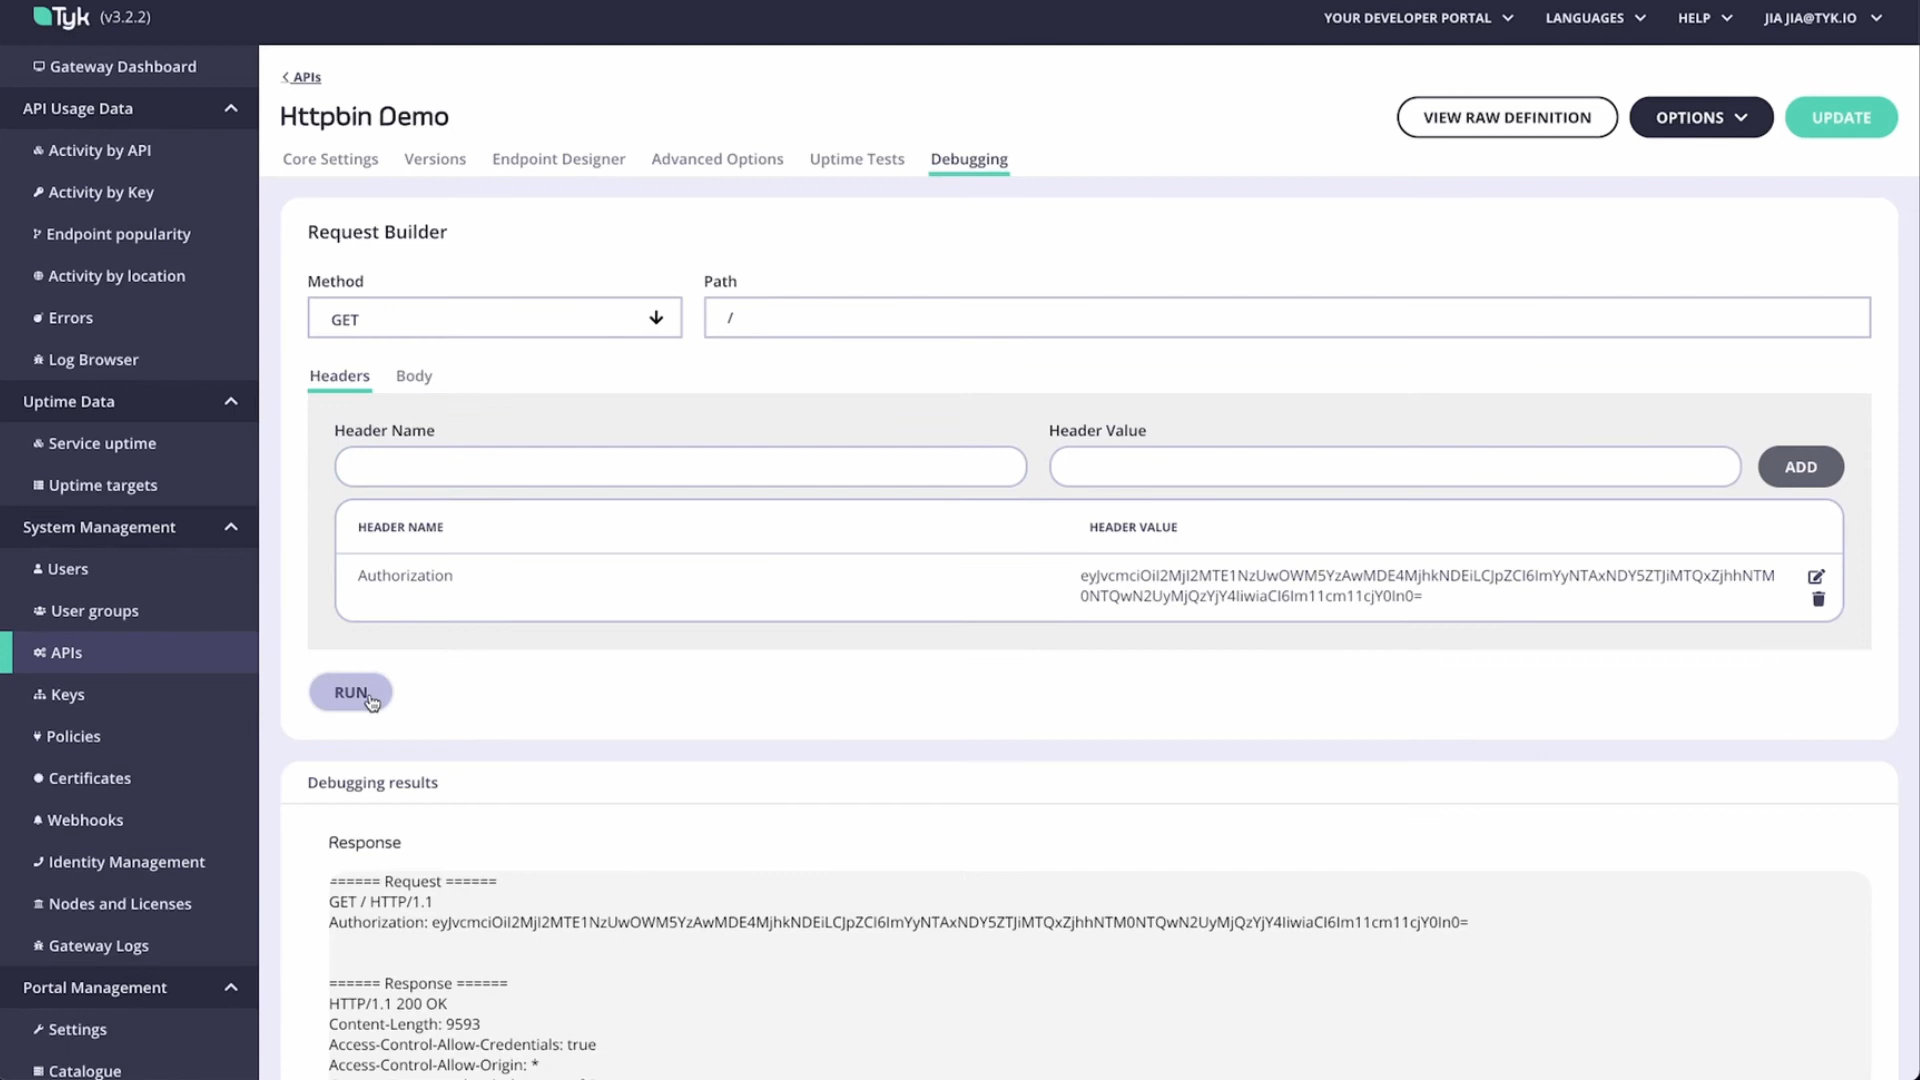 Tyk (v3.2.2)
YOUR DEVELOPER PORTAL
LANGUAGES
HELP
JIA JIA@TYK.IO
Gateway Dashboard
API Usage Data
Activity by API
Activity by Key
Endpoint popularity
Activity by location
Errors
Log Browser
Uptime Data
Service uptime
Uptime targets
System Management
Users
User groups
APIs
Keys
Policies
Certificates
Webhooks
Identity Management
Nodes and Licenses
Gateway Logs
Portal Management
Settings
Catalogue
APIs
Httpbin Demo
VIEW RAW DEFINITION
OPTIONS
UPDATE
Core Settings
Versions
Endpoint Designer
Advanced Options
Uptime Tests
Debugging
Request Builder
Method
Path
GET
/
Headers
Body
Header Name
Header Value
ADD
HEADER NAME
HEADER VALUE
Authorization
eyJvcmciOiI2MjI2MTE1NzUwOWM5YzAwMDE4MjhkNDEiLCJpZCI6ImYyNTAxNDY5ZTJiMTQxZjhhNTM
0NTQwN2UyMjQzYjY4IiwiaCI6Im11cm11cjY0In0=
RUN
Debugging results
Response
====== Request ======
GET / HTTP/1.1
Authorization: eyJvcmciOiI2MjI2MTE1NzUwOWM5YzAwMDE4MjhkNDEiLCJpZCI6ImYyNTAxNDY5ZTJiMTQxZjhhNTM0NTQwN2UyMjQzYjY4IiwiaCI6Im11cm11cjY0In0=
====== Response ======
HTTP/1.1 200 OK
Content-Length: 9593
Access-Control-Allow-Credentials: true
Access-Control-Allow-Origin: *